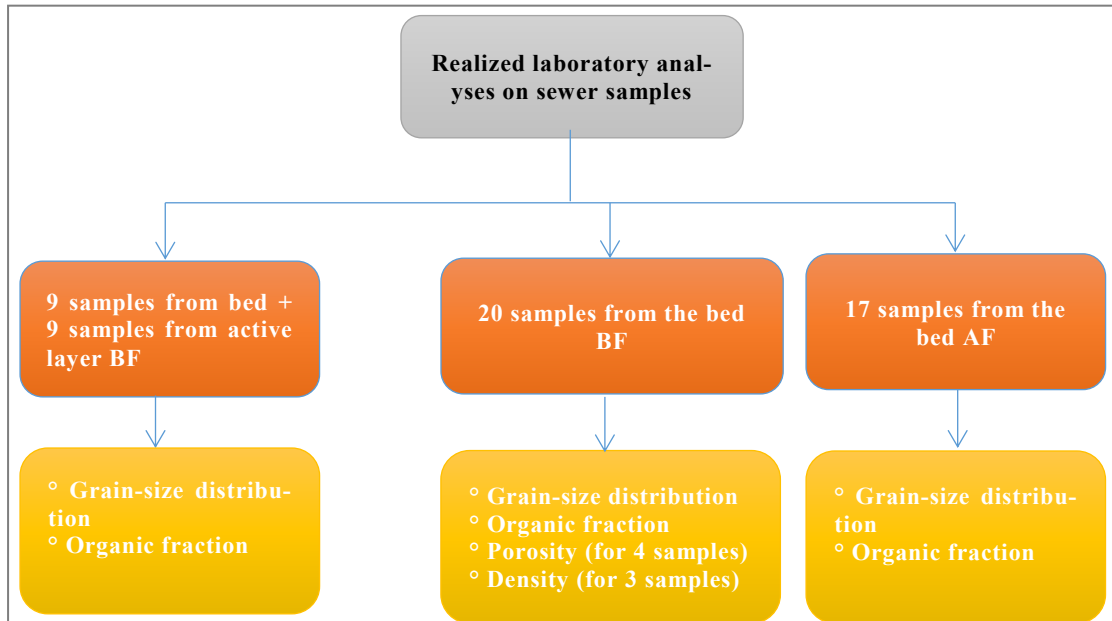 Realized laboratory anal-
yses on sewer samples
9 samples from bed +
9 samples from active
layer BF
20 samples from the bed
BF
17 samples from the
bed AF
° Grain-size distribu-
tion
° Organic fraction
° Grain-size distribution
° Organic fraction
° Porosity (for 4 samples)
° Density (for 3 samples)
° Grain-size distribu-
tion
° Organic fraction